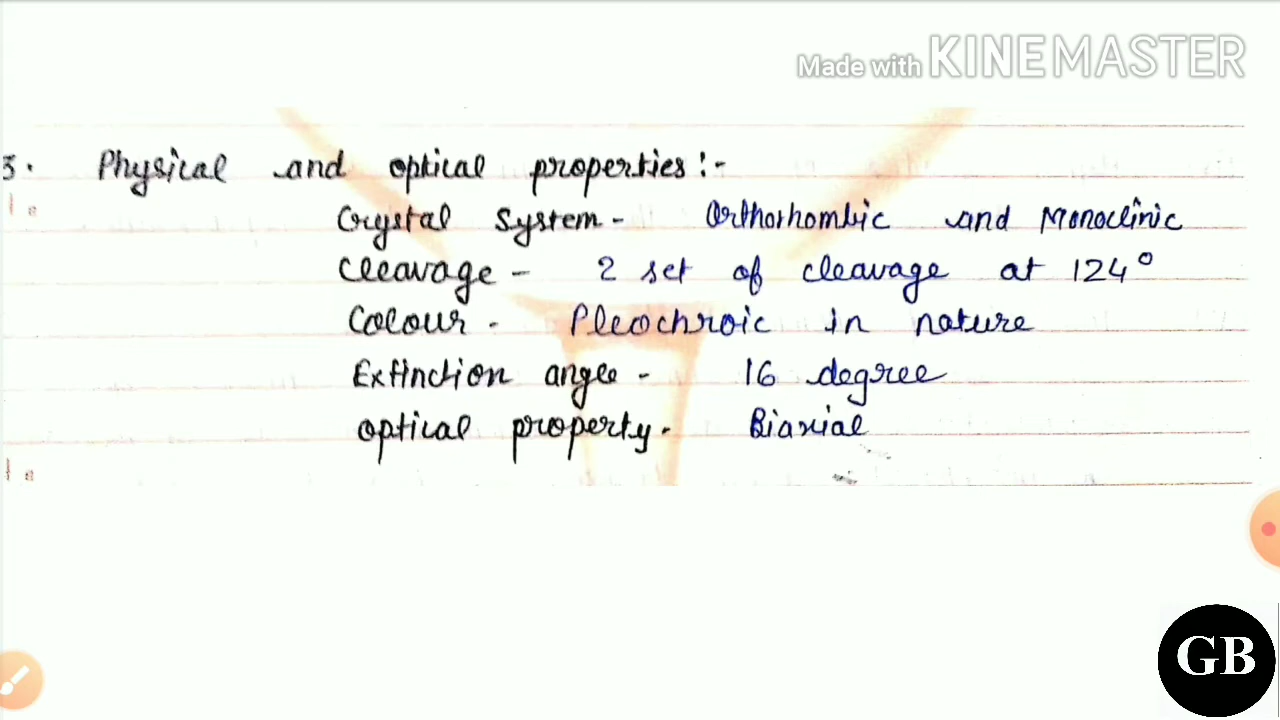 Made with KINEMASTER
3. Physical and optical properties:-
Crystal System - Orthorhombic and Monoclinic
Cleavage - 2 set of cleavage at 124°
Colour - Pleochroic in nature
Extinction angle - 16 degree
optical property - Biaxial
GB